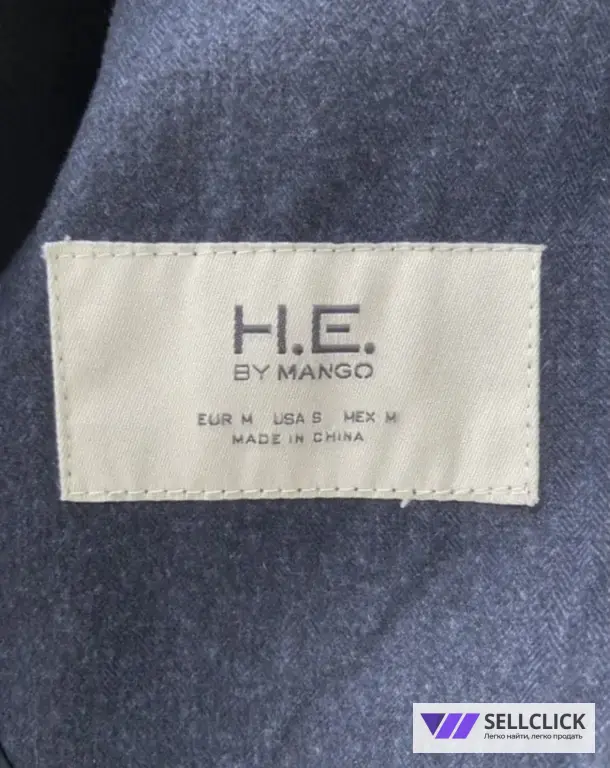 H.E.
BY MANGO
EUR M USA S MEX M
MADE IN CHINA
SELLCLICK
Легко найти, легко продать